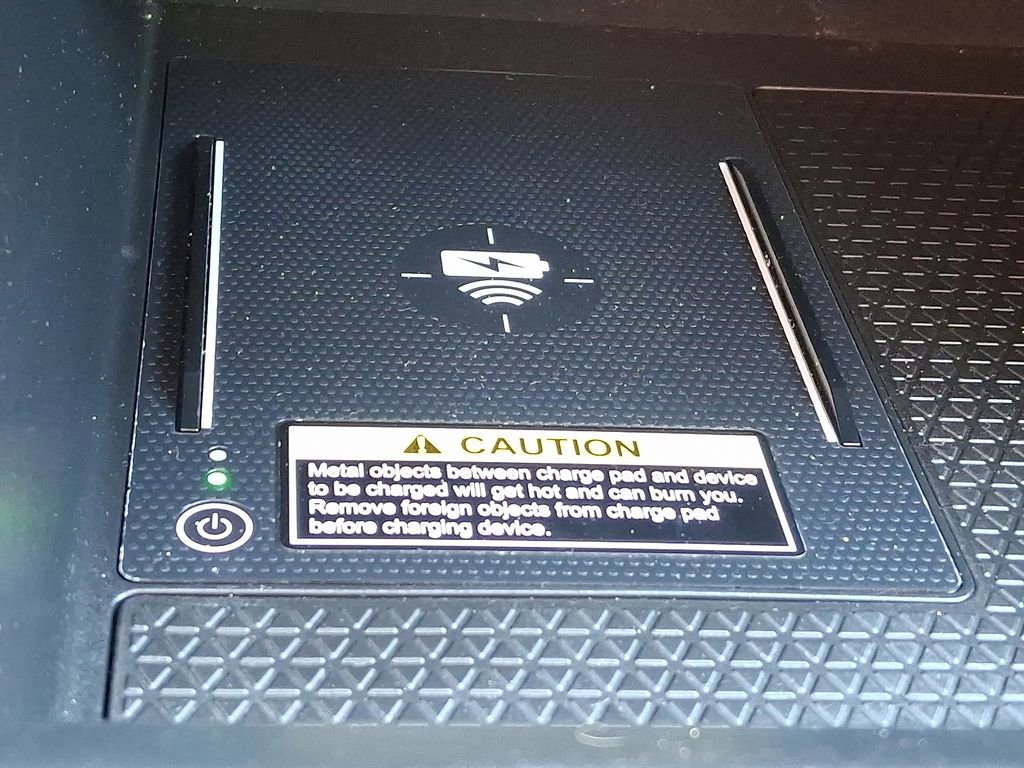 CAUTION
Metal objects between charge pad and device
to be charged will get hot and can burn you.
Remove foreign objects from charge pad
before charging device.